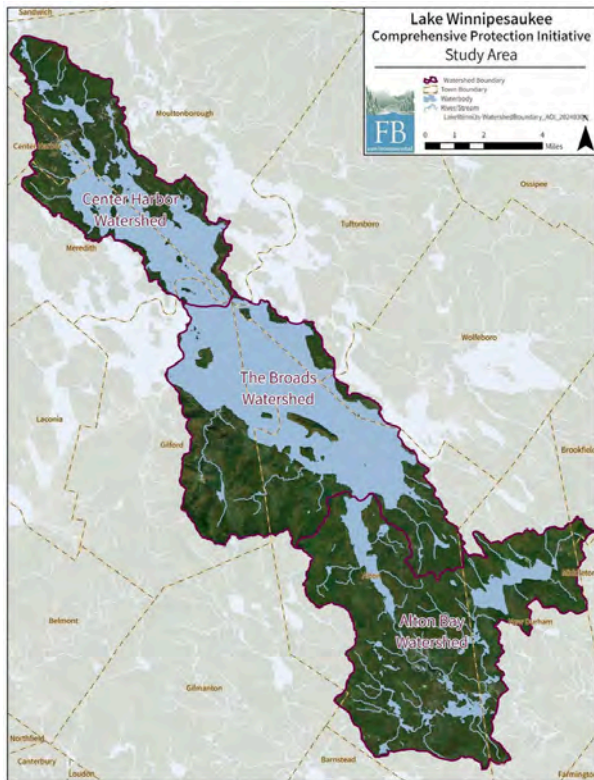 Lake Winnipesaukee
Comprehensive Protection Initiative
Study Area
Watershed Boundary
Town Boundary
Waterbody
River/Stream
FB
N
0 1 2 4
Miles
Sandwich
Moultonborough
Ossipee
Center Harbor
Watershed
Tuftonboro
Meredith
Wolfeboro
The Broads
Watershed
Laconia
Gilford
Brookfield
Alton
Middleton
New Durham
Alton Bay
Watershed
Belmont
Gilmanton
Northfield
Canterbury
Loudon
Barnstead
Farmington